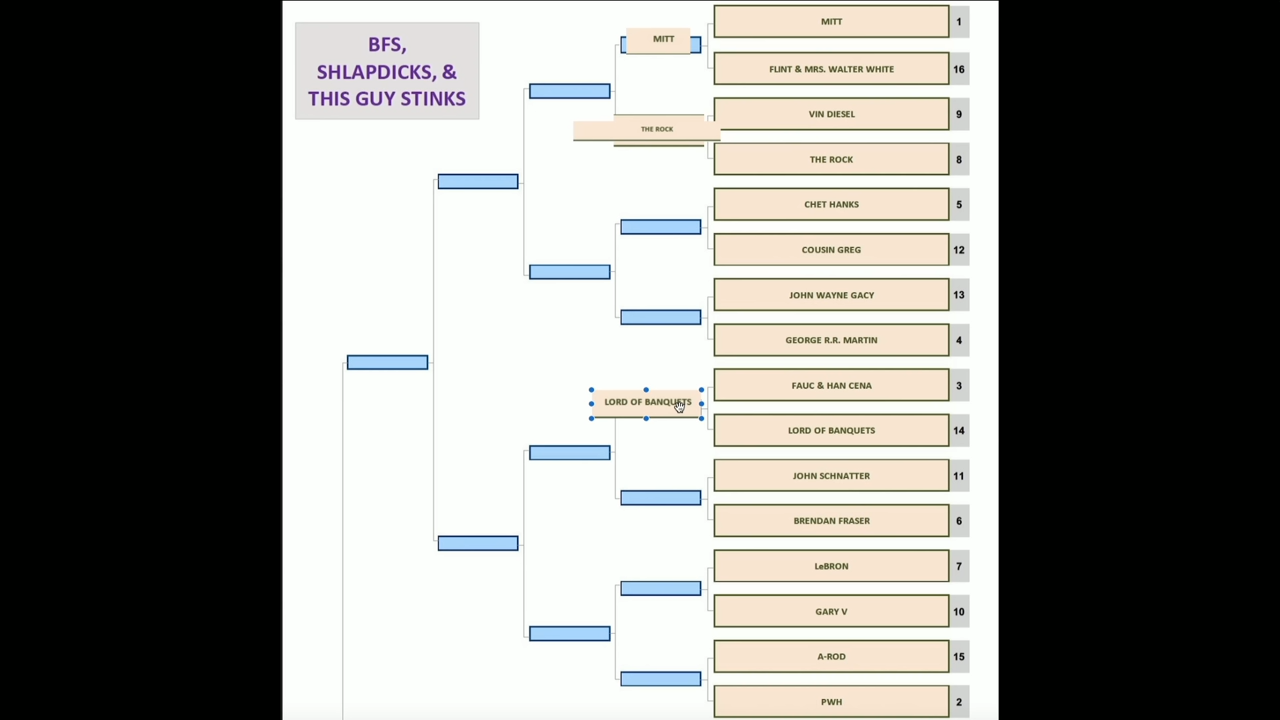 BFS,
SHLAPDICKS, &
THIS GUY STINKS
MITT
THE ROCK
LORD OF BANQUETS
MITT 1
FLINT & MRS. WALTER WHITE 16
VIN DIESEL 9
THE ROCK 8
CHET HANKS 5
COUSIN GREG 12
JOHN WAYNE GACY 13
GEORGE R.R. MARTIN 4
FAUC & HAN CENA 3
LORD OF BANQUETS 14
JOHN SCHNATTER 11
BRENDAN FRASER 6
LeBRON 7
GARY V 10
A-ROD 15
PWH 2